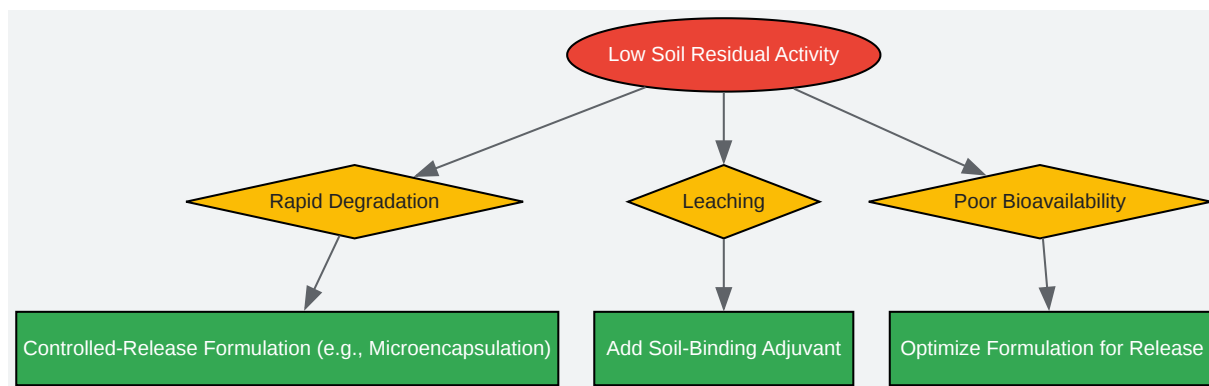 Low Soil Residual Activity
Rapid Degradation
Leaching
Poor Bioavailability
Controlled-Release Formulation (e.g., Microencapsulation)
Add Soil-Binding Adjuvant
Optimize Formulation for Release